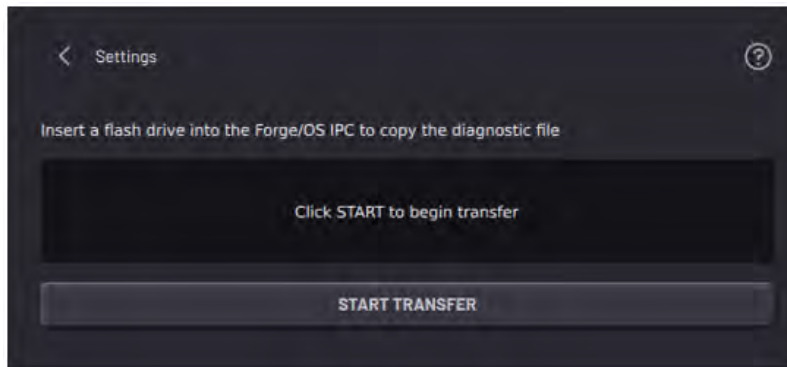 Settings
?
Insert a flash drive into the Forge/OS IPC to copy the diagnostic file
Click START to begin transfer
START TRANSFER